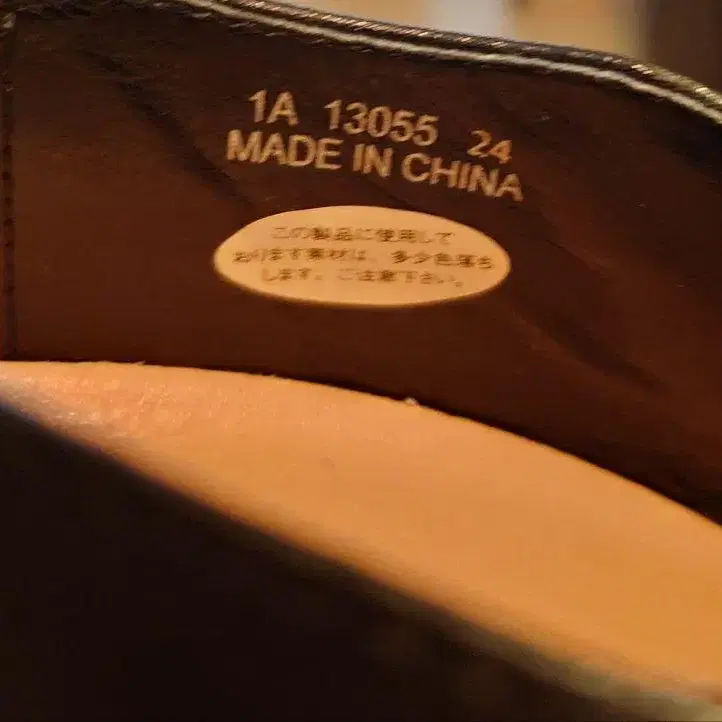 1A 13055 24
MADE IN CHINA
この製品に使用して
おります素材は、多少色落ち
します。ご注意下さい。